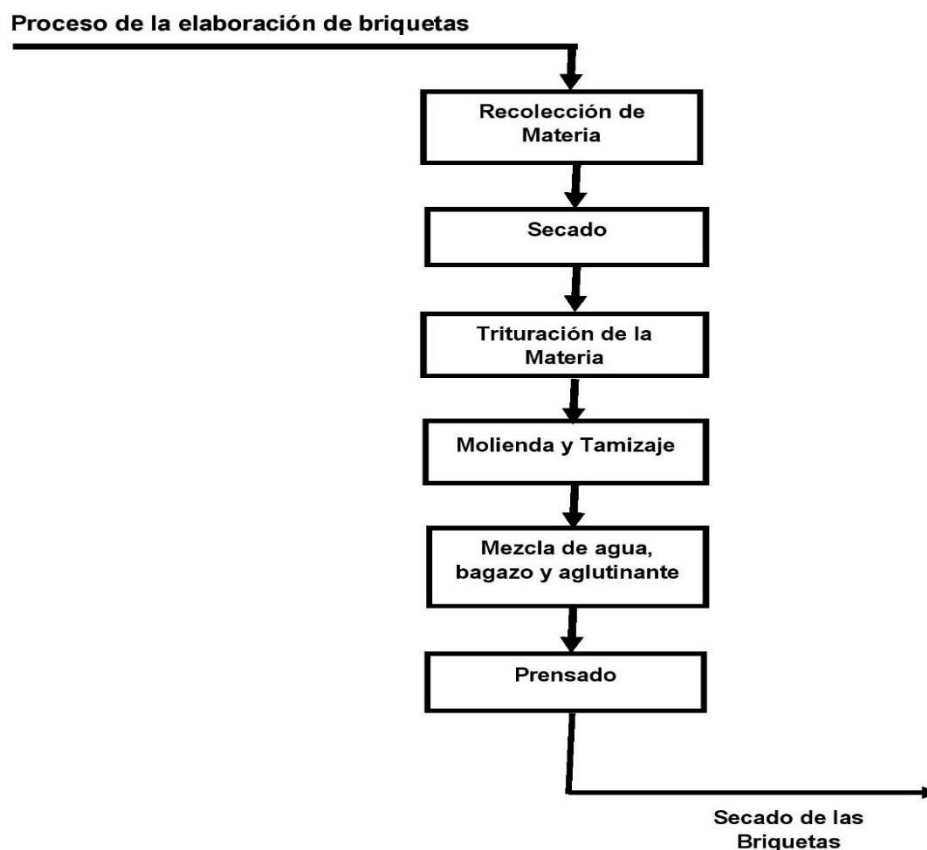 Proceso de la elaboración de briquetas
Recolección de
Materia
Secado
Trituración de la
Materia
Molienda y Tamizaje
Mezcla de agua,
bagazo y aglutinante
Prensado
Secado de las
Briquetas